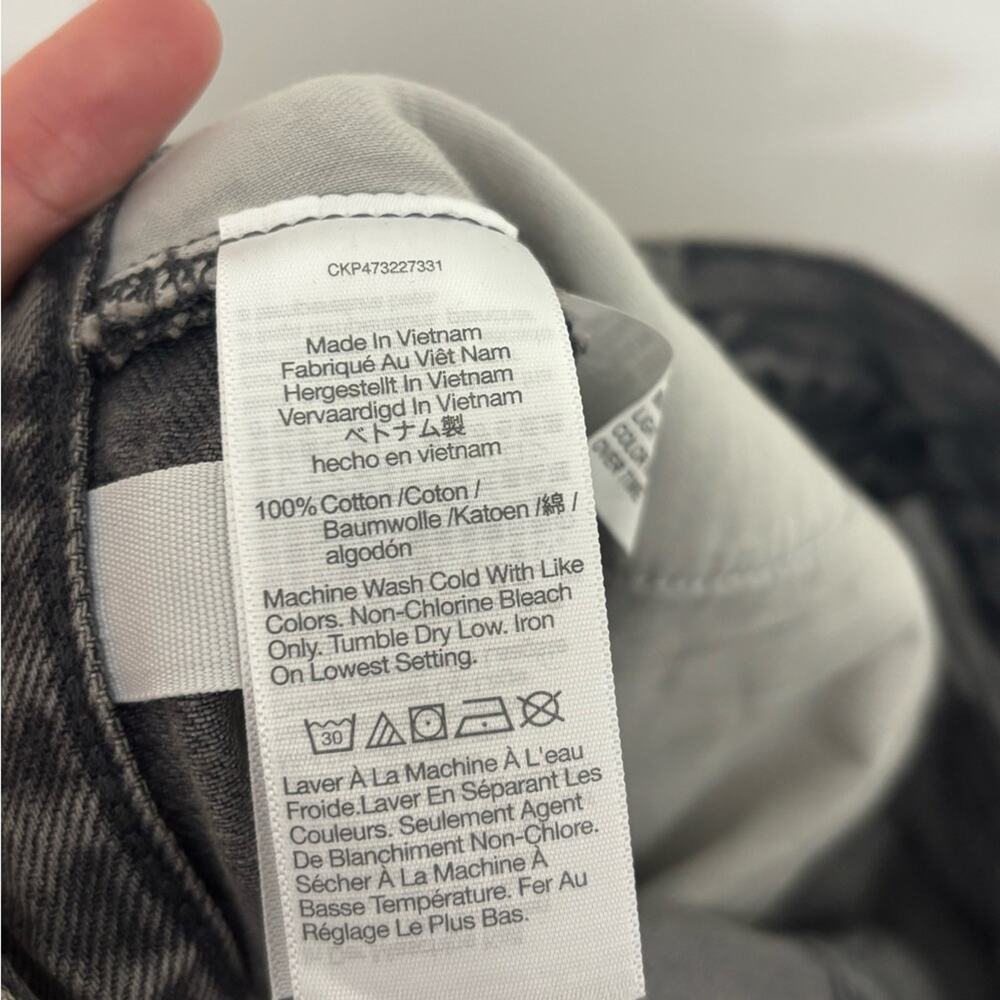 CKP473227331
Made In Vietnam
Fabriqué Au Viêt Nam
Hergestellt In Vietnam
Vervaardigd In Vietnam
ベトナム製
hecho en vietnam
100% Cotton /Coton /
Baumwolle /Katoen /綿 /
algodón
Machine Wash Cold With Like
Colors. Non-Chlorine Bleach
Only. Tumble Dry Low. Iron
On Lowest Setting.
30
Laver À La Machine À L'eau
Froide.Laver En Séparant Les
Couleurs. Seulement Agent
De Blanchiment Non-Chlore.
Sécher À La Machine À
Basse Température. Fer Au
Réglage Le Plus Bas.
COLOR
OVER